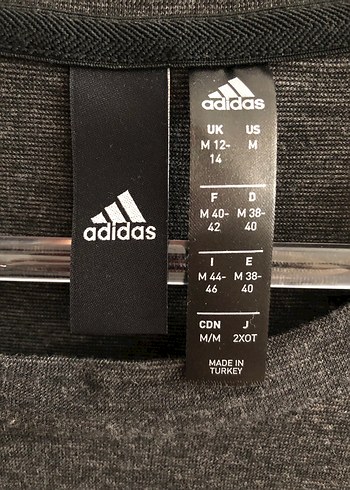 adidas
adidas
UK US
M 12- M
14
F D
M 40- M 38-
42 40
I E
M 44- M 38-
46 40
CDN J
M/M 2XOT
MADE IN
TURKEY